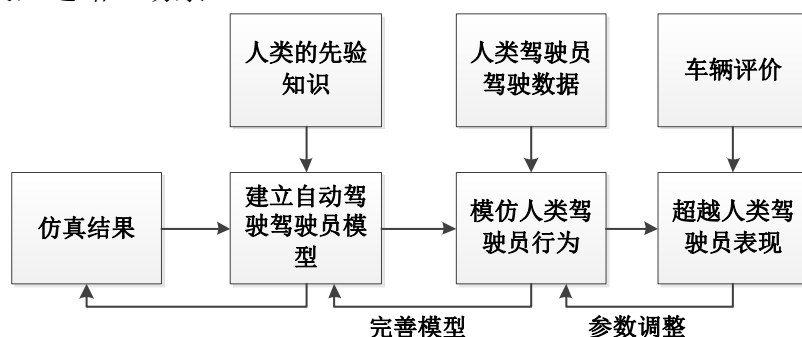 人类的先验
知识
人类驾驶员
驾驶数据
车辆评价
仿真结果
建立自动驾
驶驾驶员模
型
模仿人类驾
驶员行为
超越人类驾
驶员表现
完善模型
参数调整